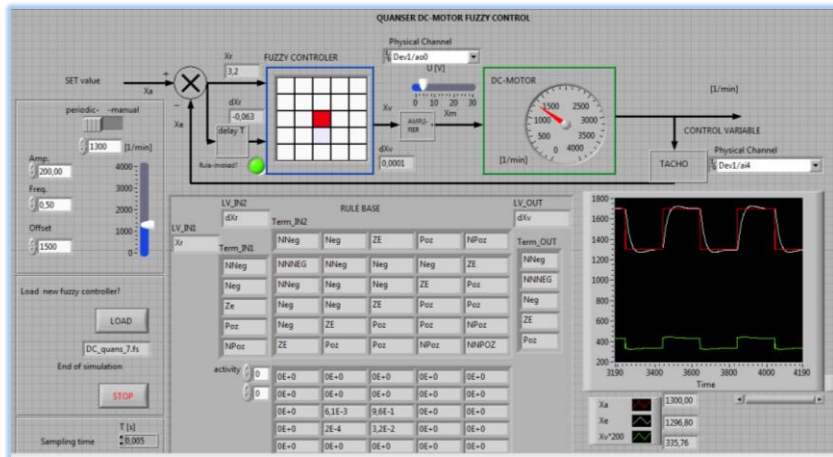 QUANSER DC-MOTOR FUZZY CONTROL
Physical Channel
Dev1/ao0
Xr
3,2
FUZZY CONTROLER
U [V]
0 10 20 30
DC-MOTOR
SET value
Xa
+
−
Xe
dXr
-0,063
delay T
Xv
AMPLI-
FIER
Xm
dXv
0,0001
0
500
1000
1500
2000
2500
3000
[1/min]
[1/min]
CONTROL VARIABLE
Physical Channel
TACHO
Dev1/ai4
periodic- -manual
1300 [1/min]
Amp.
200,00
Freq.
0,50
Offset
1500
4000
3000
2000
1000
0
LV_IN2
dXr
RULE BASE
LV_OUT
dXv
LV_IN1
Xr
Term_IN2
Term_IN1
Term_OUT
NNeg Neg ZE Poz NPoz
NNeg NNNEG NNeg Neg Neg ZE NNeg
Neg NNeg Neg ZE Poz NNNEG
Ze Neg Neg ZE Poz Poz Neg
Poz Neg ZE Poz Poz ZE
NPoz ZE Poz Poz NPoz NNPOZ Poz
Load new fuzzy controller?
LOAD
DC_quans_7.fs
End of simulation
STOP
T [s]
Sampling time 0,005
activity 0
0
0E+0 0E+0 0E+0 0E+0 0E+0
0E+0 0E+0 0E+0 0E+0 0E+0
0E+0 6,1E-3 9,6E-1 0E+0 0E+0
0E+0 2E-4 3,2E-2 0E+0 0E+0
0E+0 0E+0 0E+0 0E+0 0E+0
1800
1600
1400
1200
1000
800
600
400
200
3190 3400 3600 3800 4000 4190
Time
Xa 1300,00
Xe 1296,80
Xv*200 335,76